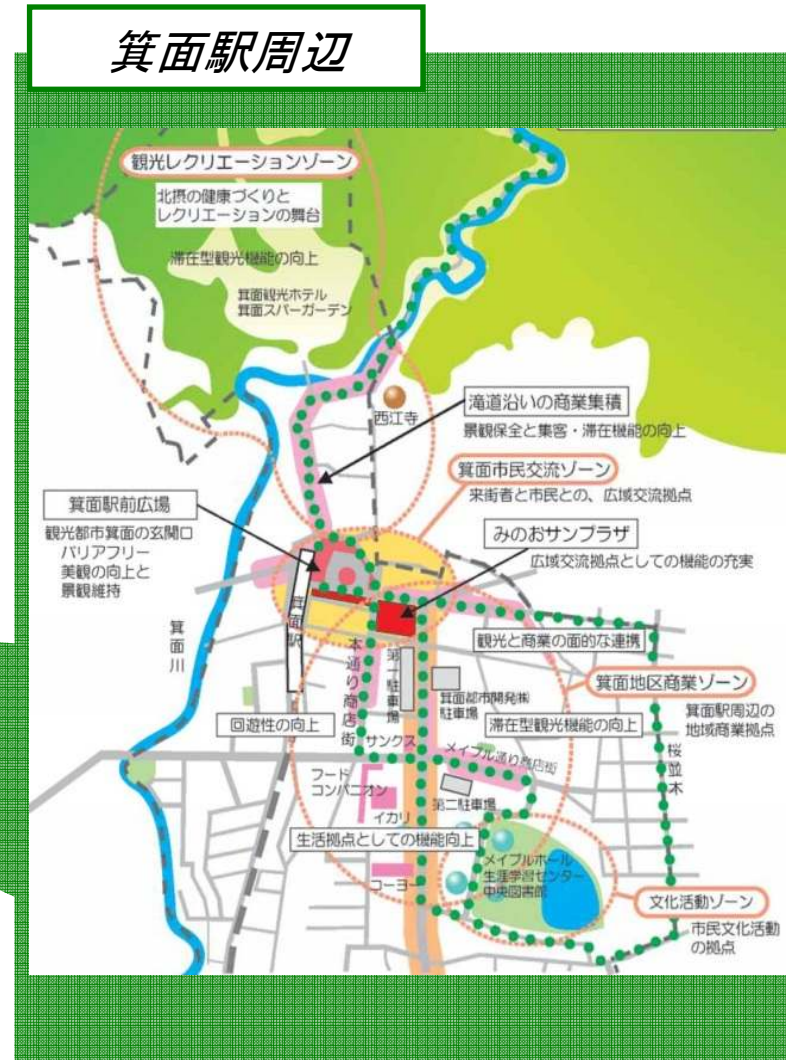 箕面駅周辺
観光レクリエーションゾーン
北摂の健康づくりと
レクリエーションの舞台
滞在型観光機能の向上
箕面観光ホテル
箕面スパーガーデン
西江寺
滝道沿いの商業集積
景観保全と集客・滞在機能の向上
箕面市民交流ゾーン
来街者と市民との、広域交流拠点
箕面駅前広場
観光都市箕面の玄関口
バリアフリー
美観の向上と
景観維持
みのおサンプラザ
広域交流拠点としての機能の充実
箕面駅
箕面川
本通り商店街
第一駐車場
観光と商業の面的な連携
箕面都市開発㈱
駐車場
箕面地区商業ゾーン
箕面駅周辺の
地域商業拠点
回遊性の向上
滞在型観光機能の向上
サンクス
メイプル通り商店街
桜並木
フード
コンパニオン
イカリ
第二駐車場
生活拠点としての機能向上
コーヨー
メイプルホール
生涯学習センター
中央図書館
文化活動ゾーン
市民文化活動
の拠点